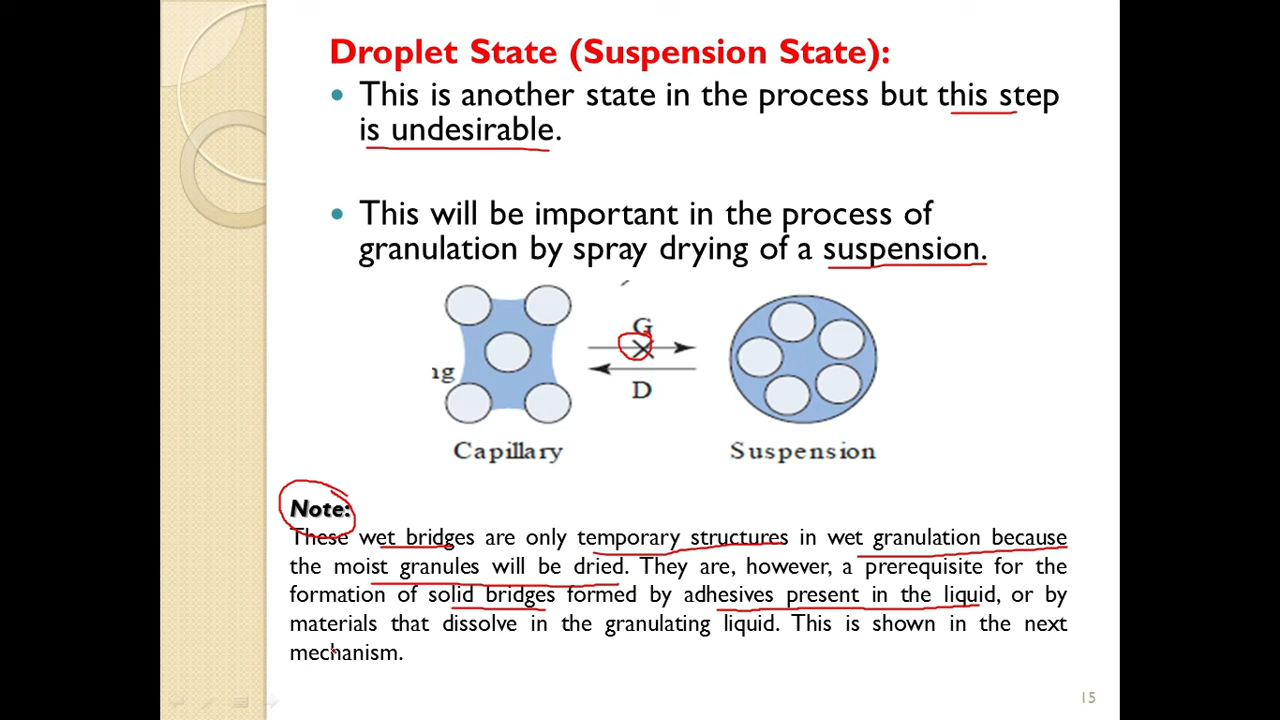 Droplet State (Suspension State):
• This is another state in the process but this step
is undesirable.
• This will be important in the process of
granulation by spray drying of a suspension.
G
ng
D
Capillary
Suspension
Note:
These wet bridges are only temporary structures in wet granulation because
the moist granules will be dried. They are, however, a prerequisite for the
formation of solid bridges formed by adhesives present in the liquid, or by
materials that dissolve in the granulating liquid. This is shown in the next
mechanism.
15